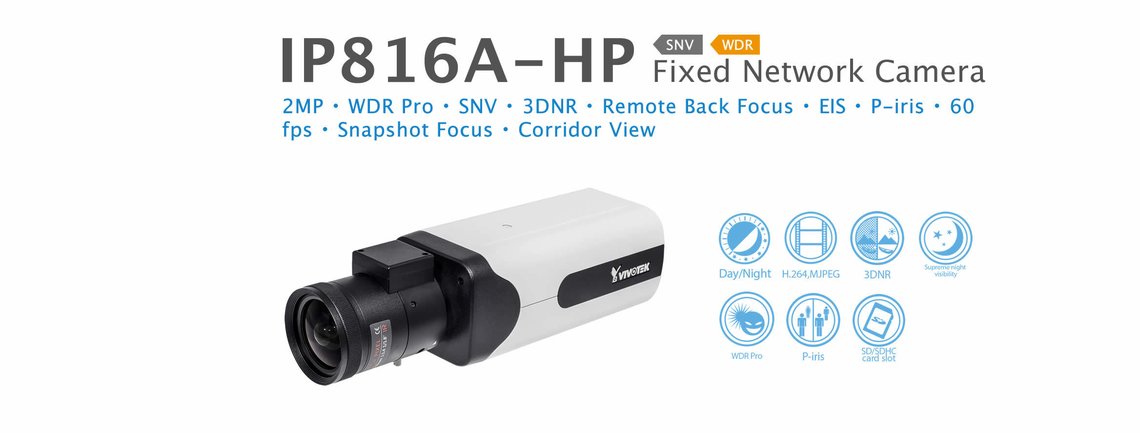 IP816A-HP
SNV
WDR
Fixed Network Camera
2MP • WDR Pro • SNV • 3DNR • Remote Back Focus • EIS • P-iris • 60
fps • Snapshot Focus • Corridor View
VIVOTEK
Day/Night
H.264,MJPEG
3DNR
Supreme night
visibility
WDR Pro
P-iris
SD/SDHC
card slot